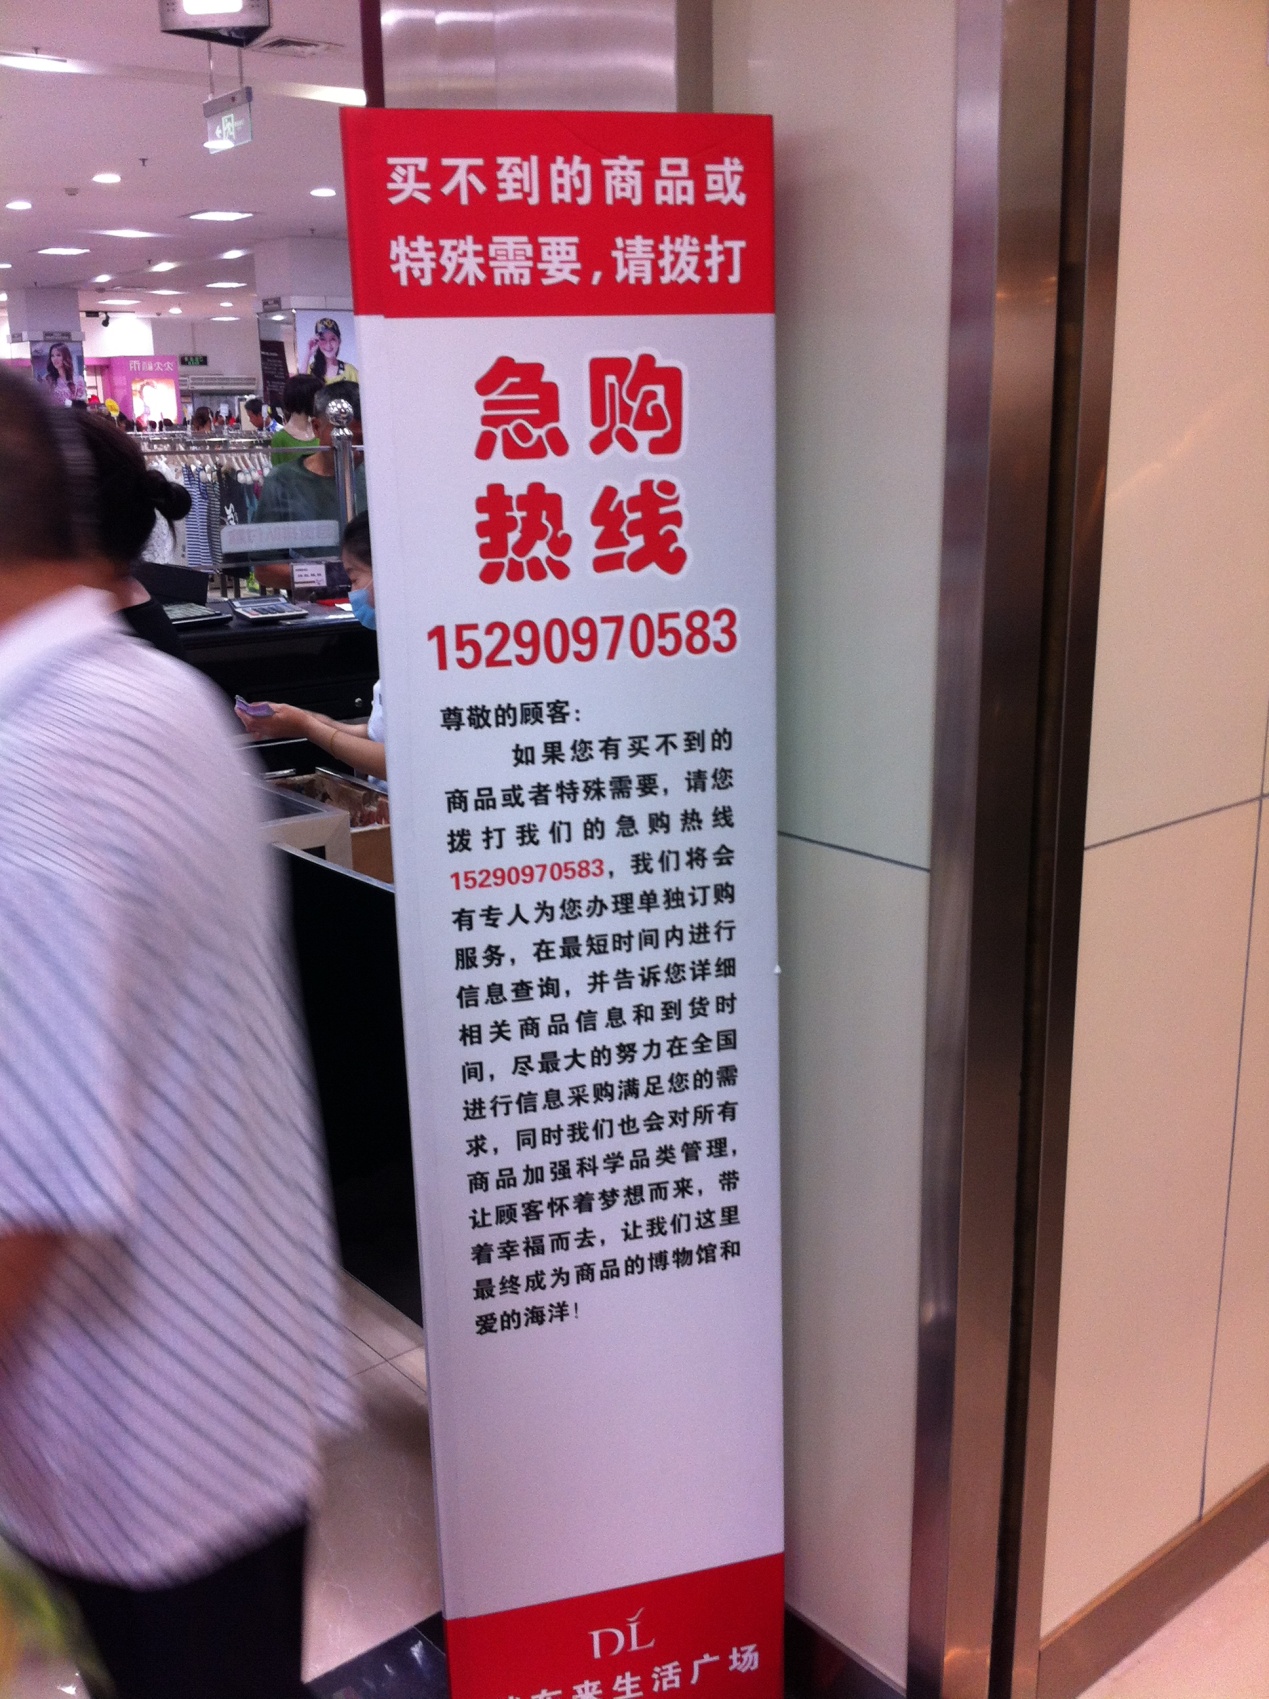 买不到的商品或
特殊需要,请拨打
急购
热线
15290970583
尊敬的顾客:
如果您有买不到的
商品或者特殊需要,请您
拨打我们的急购热线
15290970583,我们将会
有专人为您办理单独订购
服务,在最短时间内进行
信息查询,并告诉您详细
相关商品信息和到货时
间,尽最大的努力在全国
进行信息采购满足您的需
求,同时我们也会对所有
商品加强科学品类管理,
让顾客怀着梦想而来,带
着幸福而去,让我们这里
最终成为商品的博物馆和
爱的海洋!
DL
东来生活广场